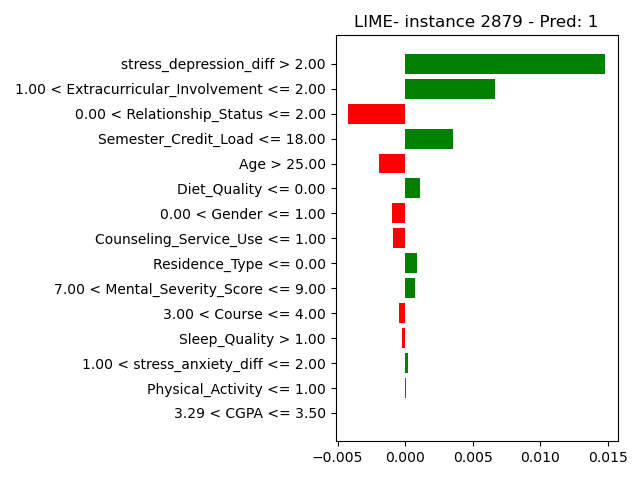 LIME- instance 2879 - Pred: 1
stress_depression_diff > 2.00
1.00 < Extracurricular_Involvement <= 2.00
0.00 < Relationship_Status <= 2.00
Semester_Credit_Load <= 18.00
Age > 25.00
Diet_Quality <= 0.00
0.00 < Gender <= 1.00
Counseling_Service_Use <= 1.00
Residence_Type <= 0.00
7.00 < Mental_Severity_Score <= 9.00
3.00 < Course <= 4.00
Sleep_Quality > 1.00
1.00 < stress_anxiety_diff <= 2.00
Physical_Activity <= 1.00
3.29 < CGPA <= 3.50
−0.005 0.000 0.005 0.010 0.015